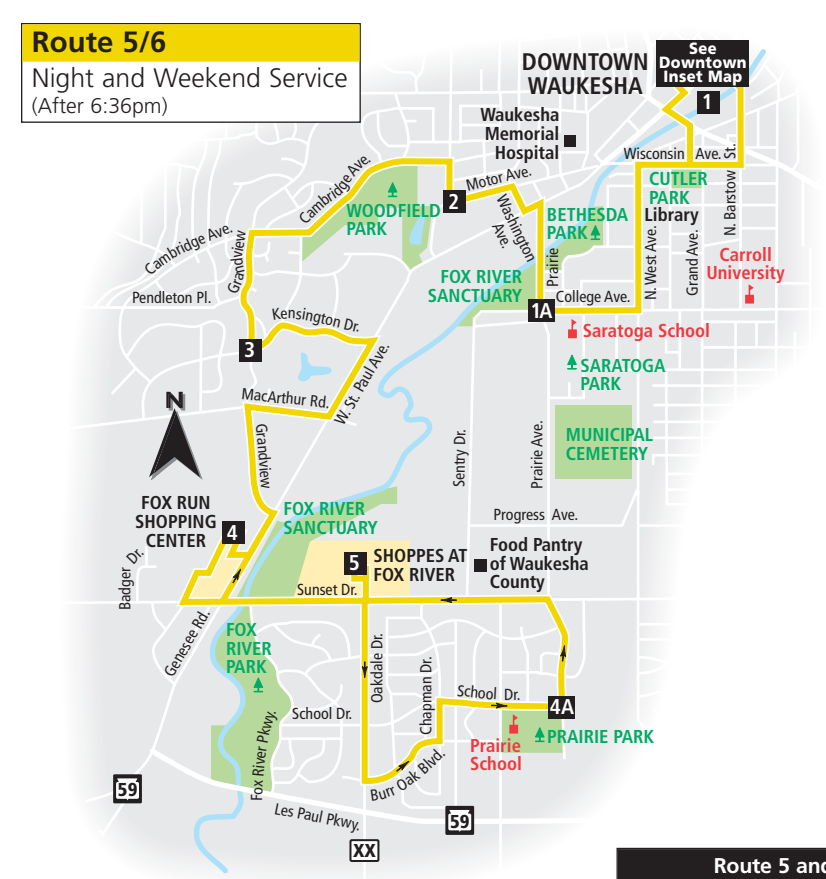 Route 5/6
Night and Weekend Service
(After 6:36pm)
DOWNTOWN
WAUKESHA
See
Downtown
Inset Map
1
Waukesha
Memorial
Hospital
Wisconsin Ave.
N. Barstow St.
CUTLER
PARK
Library
Cambridge Ave.
Motor Ave.
2
WOODFIELD
PARK
Washington
Ave.
BETHESDA
PARK
Prairie
N. West Ave.
Grand Ave.
Carroll
University
Cambridge Ave.
Grandview
Pendleton Pl.
FOX RIVER
SANCTUARY
College Ave.
1A
Saratoga School
Kensington Dr.
3
W. St. Paul Ave.
SARATOGA
PARK
MacArthur Rd.
N
Grandview
Sentry Dr.
Prairie Ave.
MUNICIPAL
CEMETERY
FOX RUN
SHOPPING
CENTER
4
FOX RIVER
SANCTUARY
Progress Ave.
5
SHOPPES AT
FOX RIVER
Food Pantry
of Waukesha
County
Badger Dr.
Sunset Dr.
Genesee Rd.
FOX
RIVER
PARK
Oakdale Dr.
Chapman Dr.
School Dr.
4A
School Dr.
Prairie
School
PRAIRIE PARK
Fox River Pkwy.
Burr Oak Blvd.
59
Les Paul Pkwy.
59
XX
Route 5 and